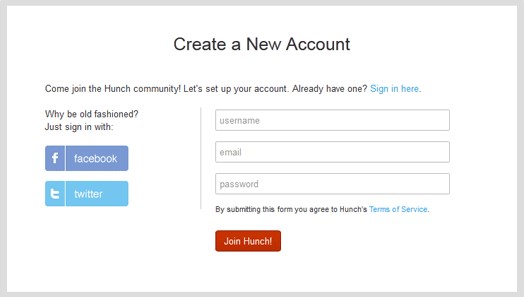 Create a New Account
Come join the Hunch community! Let's set up your account. Already have one? Sign in here.
Why be old fashioned?
Just sign in with:
f facebook
t twitter
username
email
password
By submitting this form you agree to Hunch's Terms of Service.
Join Hunch!